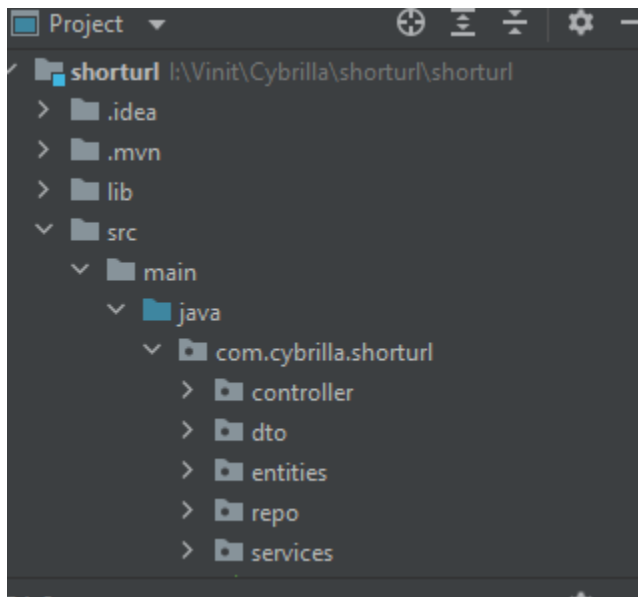 Project
shorturl I:\Vinit\Cybrilla\shorturl\shorturl
.idea
.mvn
lib
src
main
java
com.cybrilla.shorturl
controller
dto
entities
repo
services